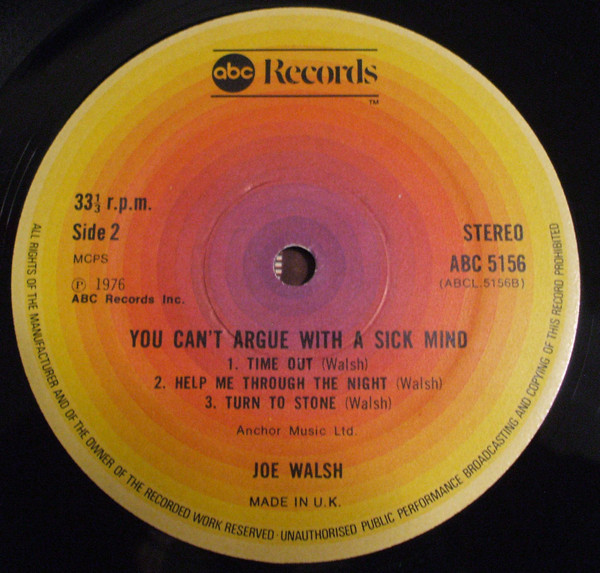 abc Records
TM
33⅓ r.p.m.
Side 2
MCPS
Ⓟ 1976
ABC Records Inc.
STEREO
ABC 5156
(ABCL.5156B)
YOU CAN'T ARGUE WITH A SICK MIND
1. TIME OUT (Walsh)
2. HELP ME THROUGH THE NIGHT (Walsh)
3. TURN TO STONE (Walsh)
Anchor Music Ltd.
JOE WALSH
MADE IN U.K.
ALL RIGHTS OF THE MANUFACTURER AND OF THE OWNER OF THE RECORDED WORK RESERVED · UNAUTHORISED PUBLIC PERFORMANCE BROADCASTING AND COPYING OF THIS RECORD PROHIBITED